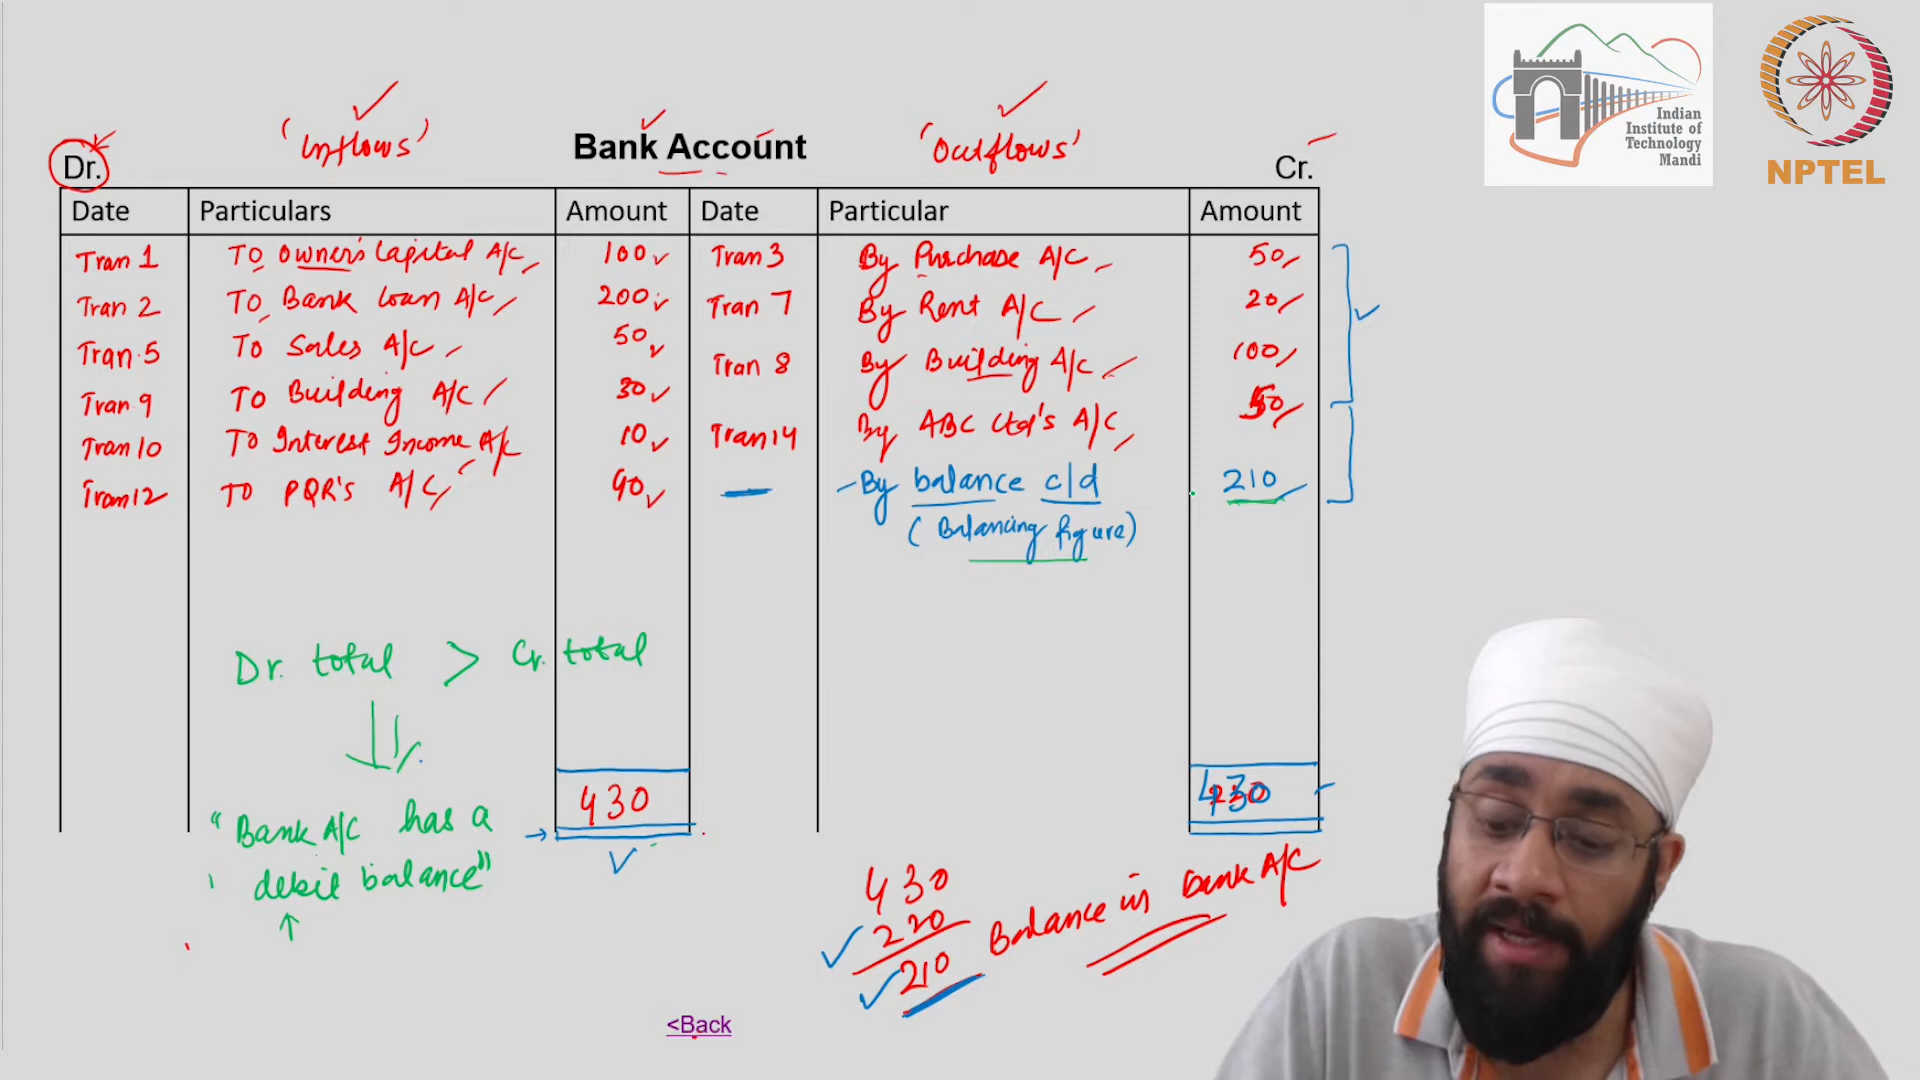 Indian
Institute of
Technology
Mandi
NPTEL
'Inflows'
Bank Account
'Outflows'
Dr.
Cr.
Date Particulars Amount Date Particular Amount
Tran 1 To Owner's Capital A/C 100 Tran 3 By Purchase A/C 50
Tran 2 To Bank Loan A/C 200 Tran 7 By Rent A/C 20
Tran 5 To Sales A/C 50 Tran 8 By Building A/C 100
Tran 9 To Building A/C 30
Tran 10 To Interest Income A/C 10 Tran 14 By ABC Ltd's A/C 50
Tran 12 To PQR's A/C 40 — By balance c/d 210
(Balancing figure)
Dr. total > Cr. total
430 430
"Bank A/C has a
debit balance"
430
220
210 Balance in Bank A/C
<Back